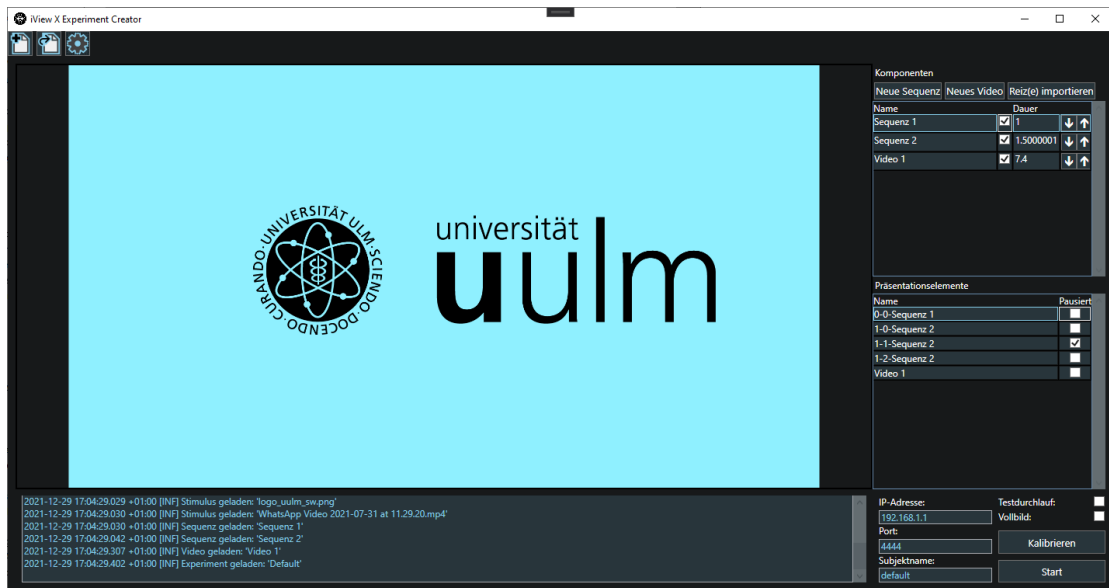 iView X Experiment Creator
Komponenten
Neue Sequenz Neues Video Reiz(e) importieren
Name Dauer
Sequenz 1 1
Sequenz 2 1.5000001
Video 1 7.4
UNIVERSITÄT ULM·SCIENDO·DOCENDO·CURANDO·
universität
uulm
Präsentationselemente
Name Pausiert
0-0-Sequenz 1
1-0-Sequenz 2
1-1-Sequenz 2
1-2-Sequenz 2
Video 1
2021-12-29 17:04:29.029 +01:00 [INF] Stimulus geladen: 'logo_uulm_sw.png'
2021-12-29 17:04:29.030 +01:00 [INF] Stimulus geladen: 'WhatsApp Video 2021-07-31 at 11.29.20.mp4'
2021-12-29 17:04:29.030 +01:00 [INF] Sequenz geladen: 'Sequenz 1'
2021-12-29 17:04:29.042 +01:00 [INF] Sequenz geladen: 'Sequenz 2'
2021-12-29 17:04:29.307 +01:00 [INF] Video geladen: 'Video 1'
2021-12-29 17:04:29.402 +01:00 [INF] Experiment geladen: 'Default'
IP-Adresse: Testdurchlauf:
192.168.1.1 Vollbild:
Port:
4444 Kalibrieren
Subjektname:
default Start